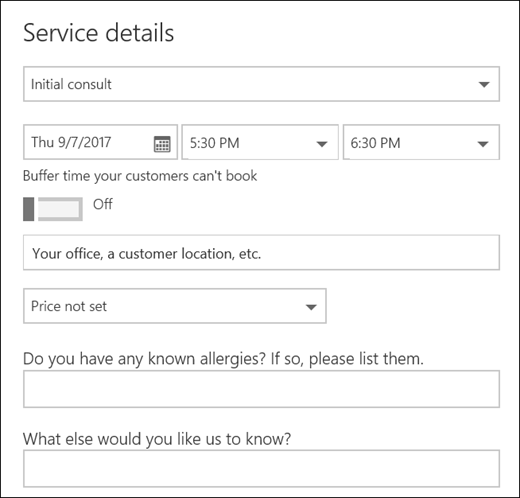 Service details
Initial consult
Thu 9/7/2017 5:30 PM 6:30 PM
Buffer time your customers can't book
Off
Your office, a customer location, etc.
Price not set
Do you have any known allergies? If so, please list them.
What else would you like us to know?